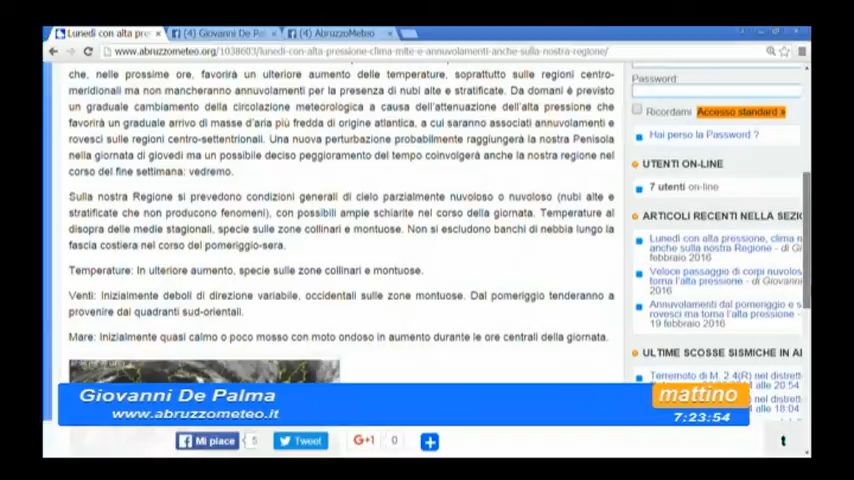 Lunedì con alta pre
(4) Giovanni De Pal
(4) AbruzzoMeteo
www.abruzzometeo.org/1038603/lunedi-con-alta-pressione-clima-mite-e-annuvolamenti-anche-sulla-nostra-regione/
che, nelle prossime ore, favorirà un ulteriore aumento delle temperature, soprattutto sulle regioni centro-
meridionali ma non mancheranno annuvolamenti per la presenza di nubi alte e stratificate. Da domani è previsto
un graduale cambiamento della circolazione meteorologica a causa dell'attenuazione dell'alta pressione che
favorirà un graduale arrivo di masse d'aria più fredda di origine atlantica, a cui saranno associati annuvolamenti e
rovesci sulle regioni centro-settentrionali. Una nuova perturbazione probabilmente raggiungerà la nostra Penisola
nella giornata di giovedì ma un possibile deciso peggioramento del tempo coinvolgerà anche la nostra regione nel
corso del fine settimana: vedremo.
Sulla nostra Regione si prevedono condizioni generali di cielo parzialmente nuvoloso o nuvoloso (nubi alte e
stratificate che non producono fenomeni), con possibili ampie schiarite nel corso della giornata. Temperature al
disopra delle medie stagionali, specie sulle zone collinari e montuose. Non si escludono banchi di nebbia lungo la
fascia costiera nel corso del pomeriggio-sera.
Temperature: In ulteriore aumento, specie sulle zone collinari e montuose.
Venti: Inizialmente deboli di direzione variabile, occidentali sulle zone montuose. Dal pomeriggio tenderanno a
provenire dai quadranti sud-orientali.
Mare: Inizialmente quasi calmo o poco mosso con moto ondoso in aumento durante le ore centrali della giornata.
Password
Ricordami Accesso standard »
Hai perso la Password ?
UTENTI ON-LINE
7 utenti on-line
ARTICOLI RECENTI NELLA SEZIO
Lunedì con alta pressione, clima n
anche sulla nostra Regione - di Gi
febbraio 2016
Veloce passaggio di corpi nuvolos
torna l'alta pressione - di Giovanni
2016
Annuvolamenti dal pomeriggio e s
rovesci ma torna l'alta pressione -
19 febbraio 2016
ULTIME SCOSSE SISMICHE IN AB
Terremoto di M. 2.4(R) nel distrett
alle 20.54
nel distre
alle 18.04
Giovanni De Palma
www.abruzzometeo.it
mattino
7:23:54
Mi piace 5
Tweet
G+1 0
t